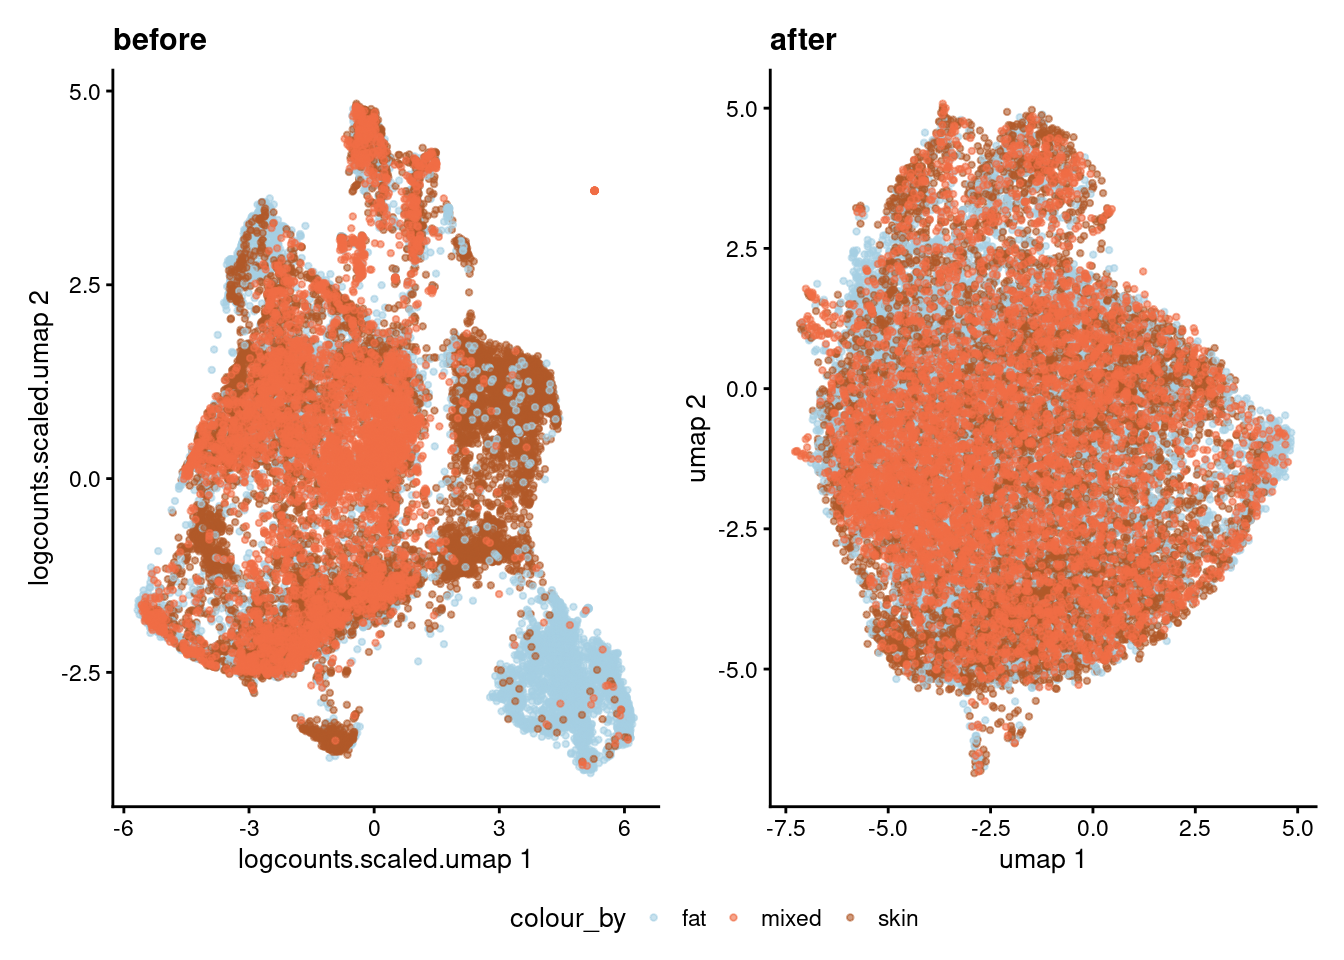 before
after
logcounts.scaled.umap 2
5.0
2.5
0.0
-2.5
-6
-3
0
3
6
logcounts.scaled.umap 1
umap 2
5.0
2.5
0.0
-2.5
-5.0
-7.5
-5.0
-2.5
0.0
2.5
5.0
umap 1
colour_by fat mixed skin